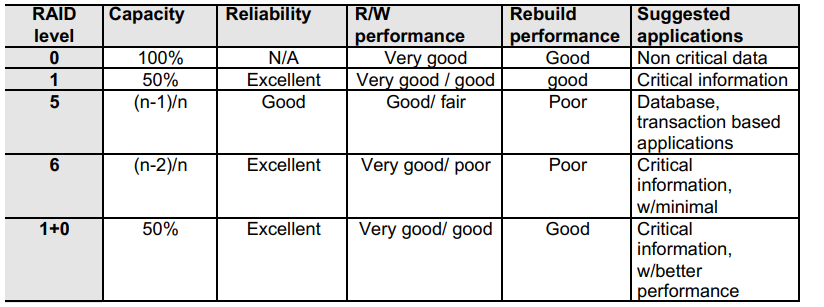 RAID level Capacity Reliability R/W performance Rebuild performance Suggested applications
0 100% N/A Very good Good Non critical data
1 50% Excellent Very good / good good Critical information
5 (n-1)/n Good Good/ fair Poor Database, transaction based applications
6 (n-2)/n Excellent Very good/ poor Poor Critical information, w/minimal
1+0 50% Excellent Very good/ good Good Critical information, w/better performance